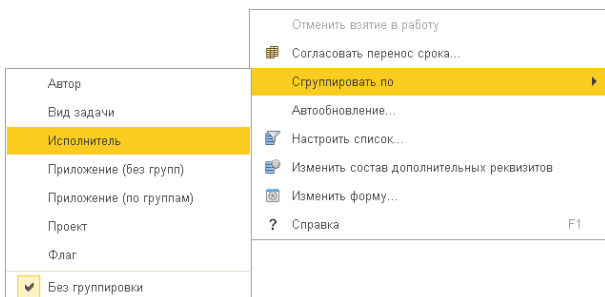 Отменить взятие в работу
Согласовать перенос срока...
Сгруппировать по
Автообновление...
Настроить список...
Изменить состав дополнительных реквизитов
Изменить форму...
? Справка F1
Автор
Вид задачи
Исполнитель
Приложение (без групп)
Приложение (по группам)
Проект
Флаг
Без группировки